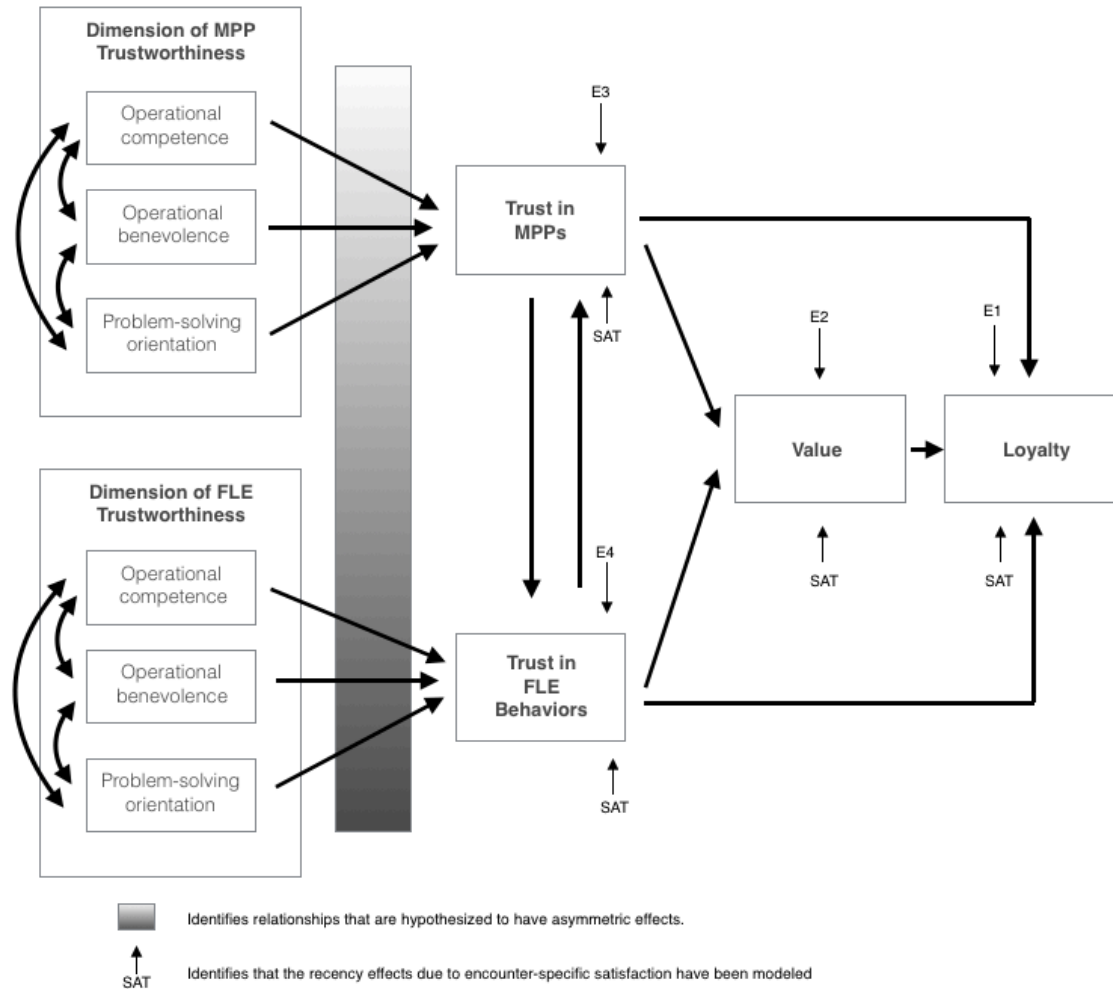 Dimension of MPP
Trustworthiness
Operational
competence
Operational
benevolence
Problem-solving
orientation
E3
Trust in
MPPs
SAT
E2
E1
Value
Loyalty
SAT
SAT
Dimension of FLE
Trustworthiness
Operational
competence
Operational
benevolence
Problem-solving
orientation
E4
Trust in
FLE
Behaviors
SAT
Identifies relationships that are hypothesized to have asymmetric effects.
SAT
Identifies that the recency effects due to encounter-specific satisfaction have been modeled